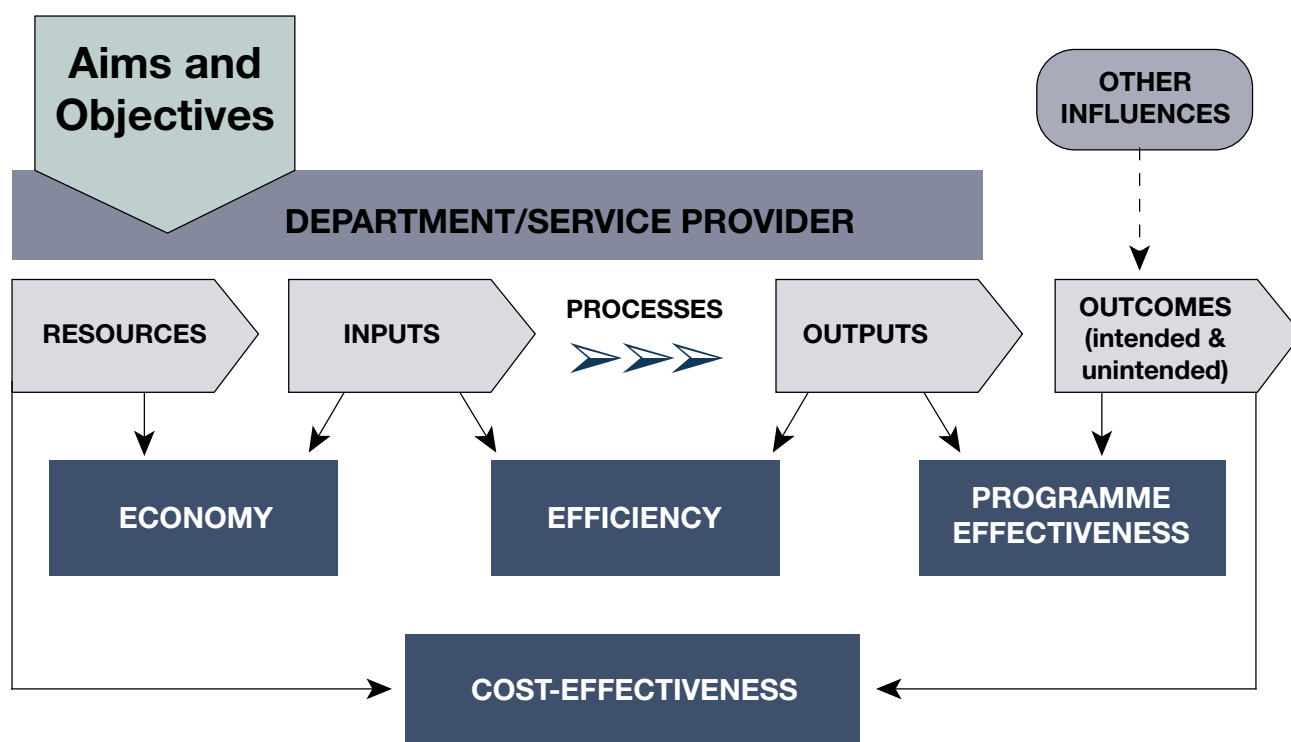 Aims and
Objectives
OTHER
INFLUENCES
DEPARTMENT/SERVICE PROVIDER
RESOURCES
INPUTS
PROCESSES
OUTPUTS
OUTCOMES
(intended &
unintended)
ECONOMY
EFFICIENCY
PROGRAMME
EFFECTIVENESS
COST-EFFECTIVENESS